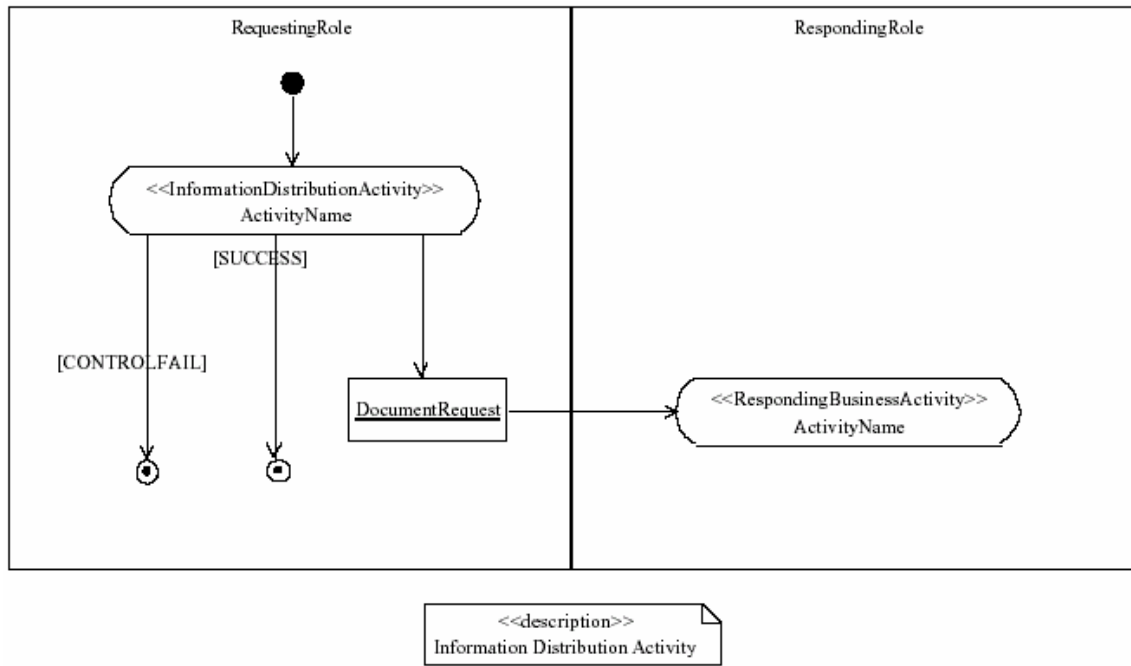 RequestingRole
RespondingRole
<<InformationDistributionActivity>>
ActivityName
[SUCCESS]
[CONTROLFAIL]
DocumentRequest
<<RespondingBusinessActivity>>
ActivityName
<<description>>
Information Distribution Activity